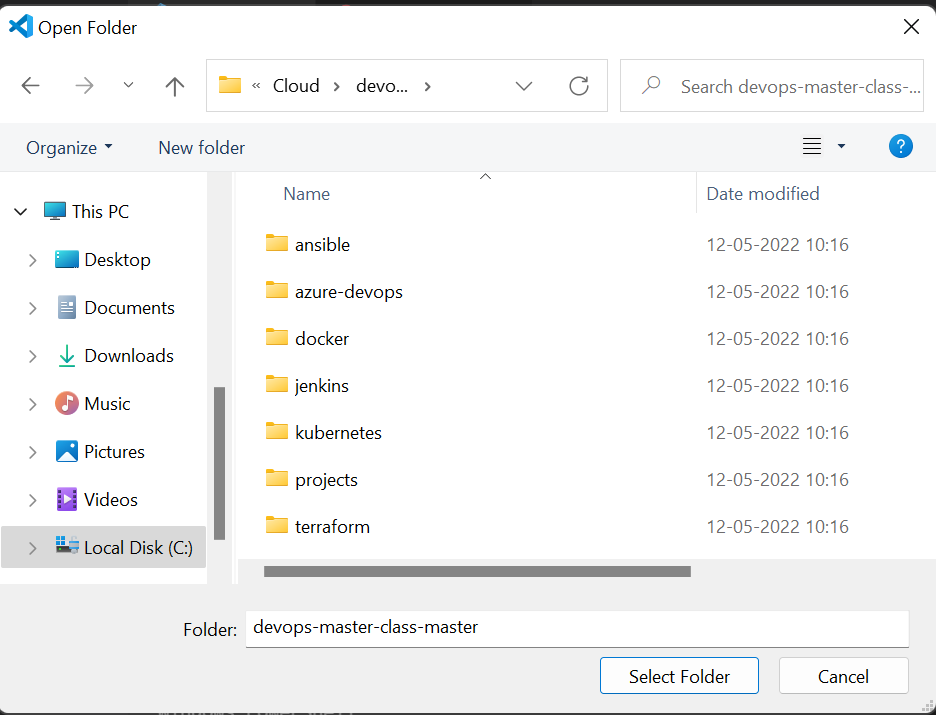 Open Folder
« Cloud › devo... ›
Search devops-master-class-...
Organize
New folder
?
Name
Date modified
This PC
Desktop
Documents
Downloads
Music
Pictures
Videos
Local Disk (C:)
ansible 12-05-2022 10:16
azure-devops 12-05-2022 10:16
docker 12-05-2022 10:16
jenkins 12-05-2022 10:16
kubernetes 12-05-2022 10:16
projects 12-05-2022 10:16
terraform 12-05-2022 10:16
Folder: devops-master-class-master
Select Folder
Cancel